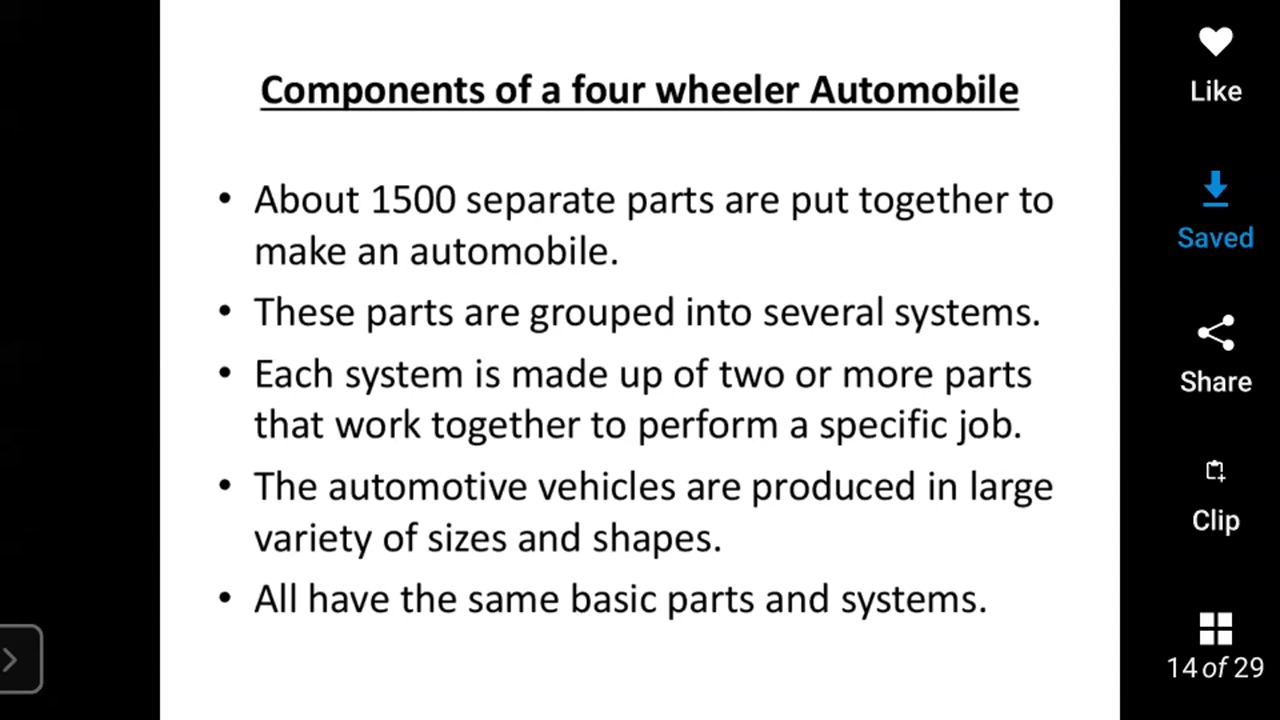 Components of a four wheeler Automobile
• About 1500 separate parts are put together to
make an automobile.
• These parts are grouped into several systems.
• Each system is made up of two or more parts
that work together to perform a specific job.
• The automotive vehicles are produced in large
variety of sizes and shapes.
• All have the same basic parts and systems.
Like
Saved
Share
Clip
14 of 29